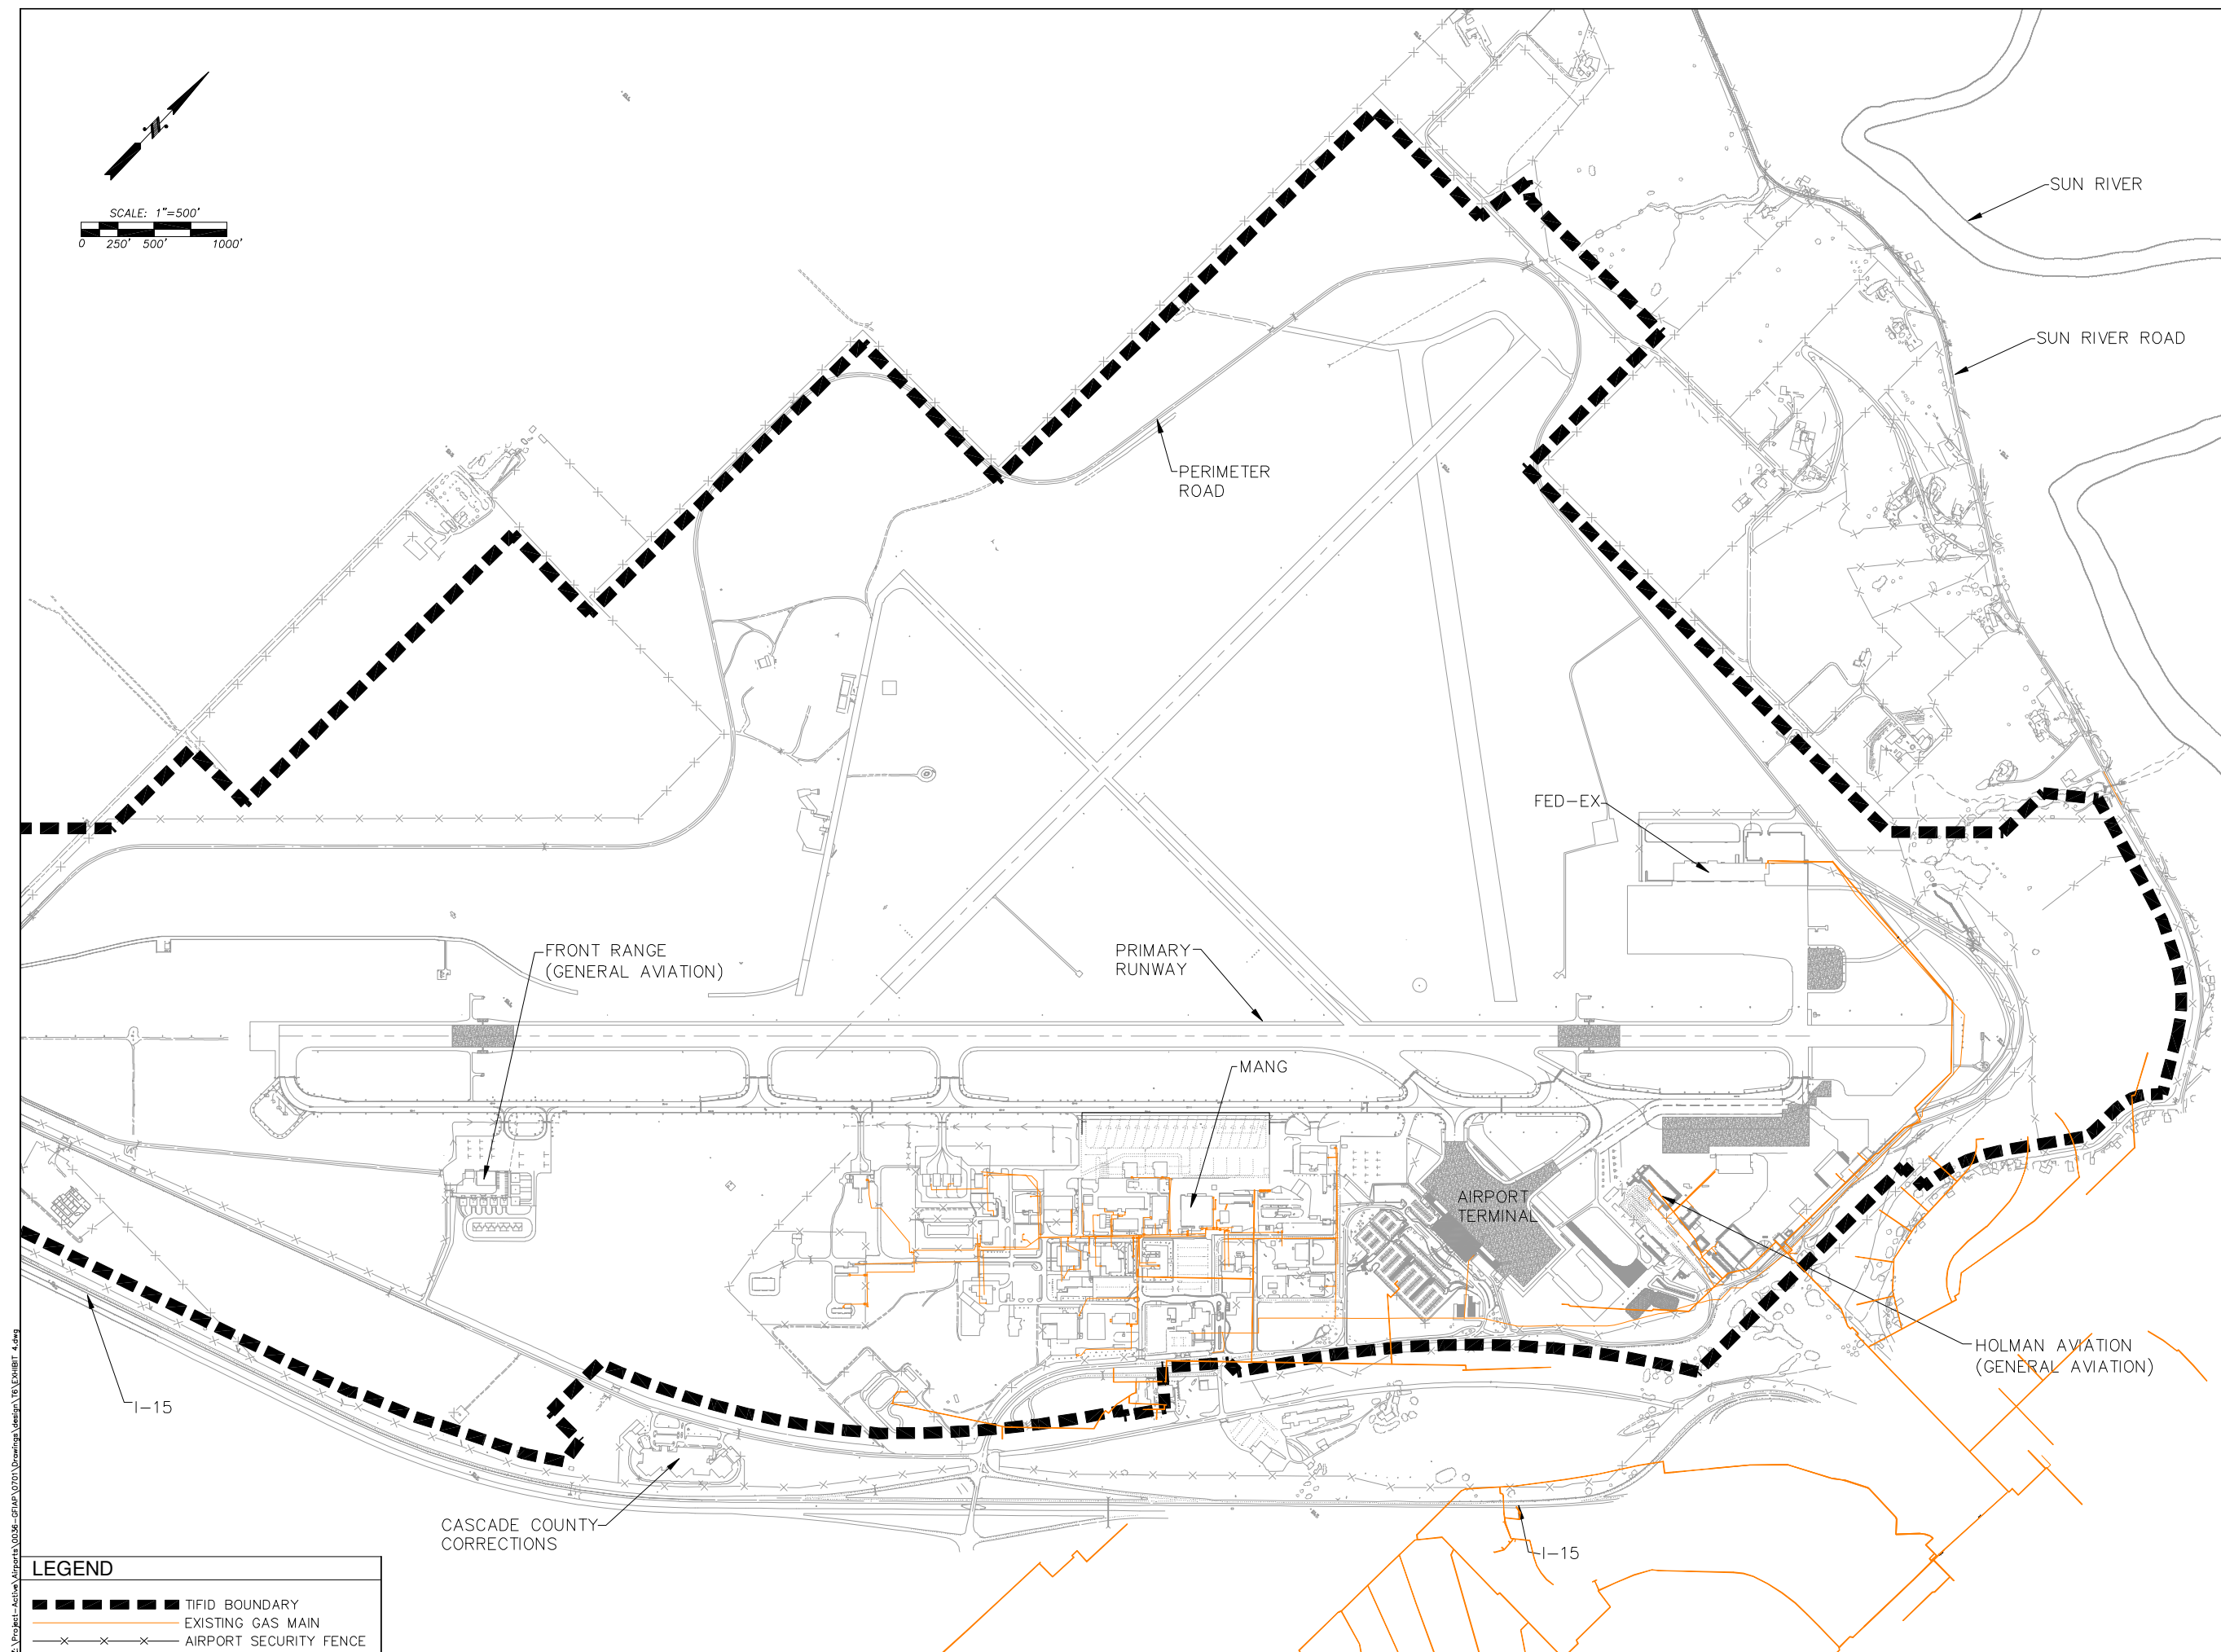 SCALE: 1"=500'
0 250' 500' 1000'
SUN RIVER
SUN RIVER ROAD
PERIMETER
ROAD
FED-EX
FRONT RANGE
(GENERAL AVIATION)
PRIMARY
RUNWAY
MANG
AIRPORT
TERMINAL
HOLMAN AVIATION
(GENERAL AVIATION)
I-15
CASCADE COUNTY
CORRECTIONS
I-15
LEGEND
TIFID BOUNDARY
EXISTING GAS MAIN
AIRPORT SECURITY FENCE